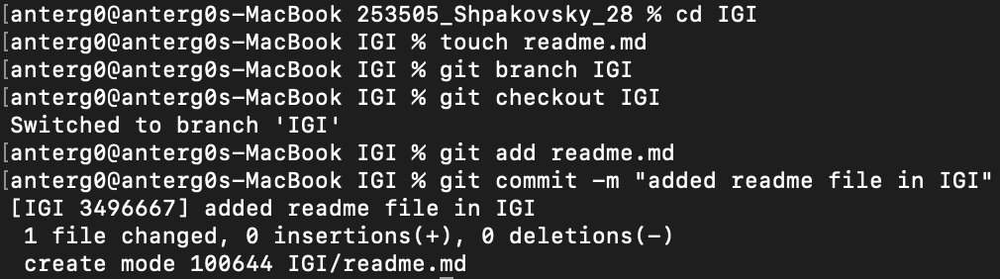 [anterg0@anterg0s-MacBook 253505_Shpakovsky_28 % cd IGI
[anterg0@anterg0s-MacBook IGI % touch readme.md
[anterg0@anterg0s-MacBook IGI % git branch IGI
[anterg0@anterg0s-MacBook IGI % git checkout IGI
Switched to branch 'IGI'
[anterg0@anterg0s-MacBook IGI % git add readme.md
[anterg0@anterg0s-MacBook IGI % git commit -m "added readme file in IGI"
[IGI 3496667] added readme file in IGI
1 file changed, 0 insertions(+), 0 deletions(-)
create mode 100644 IGI/readme.md